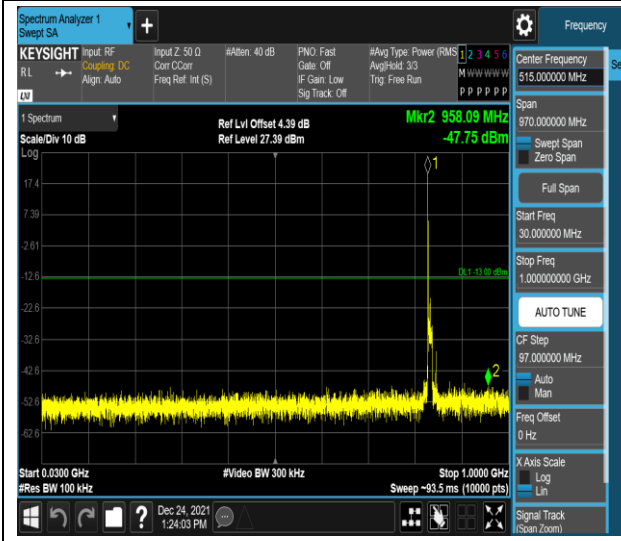 Spectrum Analyzer 1
Swept SA
+
Frequency
KEYSIGHT
RL
LXI
Input: RF
Coupling: DC
Align: Auto
Input Z: 50 Ω
Corr CCorr
Freq Ref: Int (S)
#Atten: 40 dB
PNO: Fast
Gate: Off
IF Gain: Low
Sig Track: Off
#Avg Type: Power (RMS
Avg|Hold: 3/3
Trig: Free Run
1 2 3 4 5 6
M W W W W W
P P P P P P
1 Spectrum
Scale/Div 10 dB
Log
Ref Lvl Offset 4.39 dB
Ref Level 27.39 dBm
Mkr2 958.09 MHz
-47.75 dBm
1
17.4
7.39
-2.61
-12.6
DL1 -13.00 dBm
-22.6
-32.6
-42.6
2
-52.6
-62.6
Start 0.0300 GHz
#Res BW 100 kHz
#Video BW 300 kHz
Stop 1.0000 GHz
Sweep ~93.5 ms (10000 pts)
?
Dec 24, 2021
1:24:03 PM
Center Frequency
515.000000 MHz
Se
Span
970.000000 MHz
Swept Span
Zero Span
Full Span
Start Freq
30.000000 MHz
Stop Freq
1.000000000 GHz
AUTO TUNE
CF Step
97.000000 MHz
Auto
Man
Freq Offset
0 Hz
X Axis Scale
Log
Lin
Signal Track
(Span Zoom)